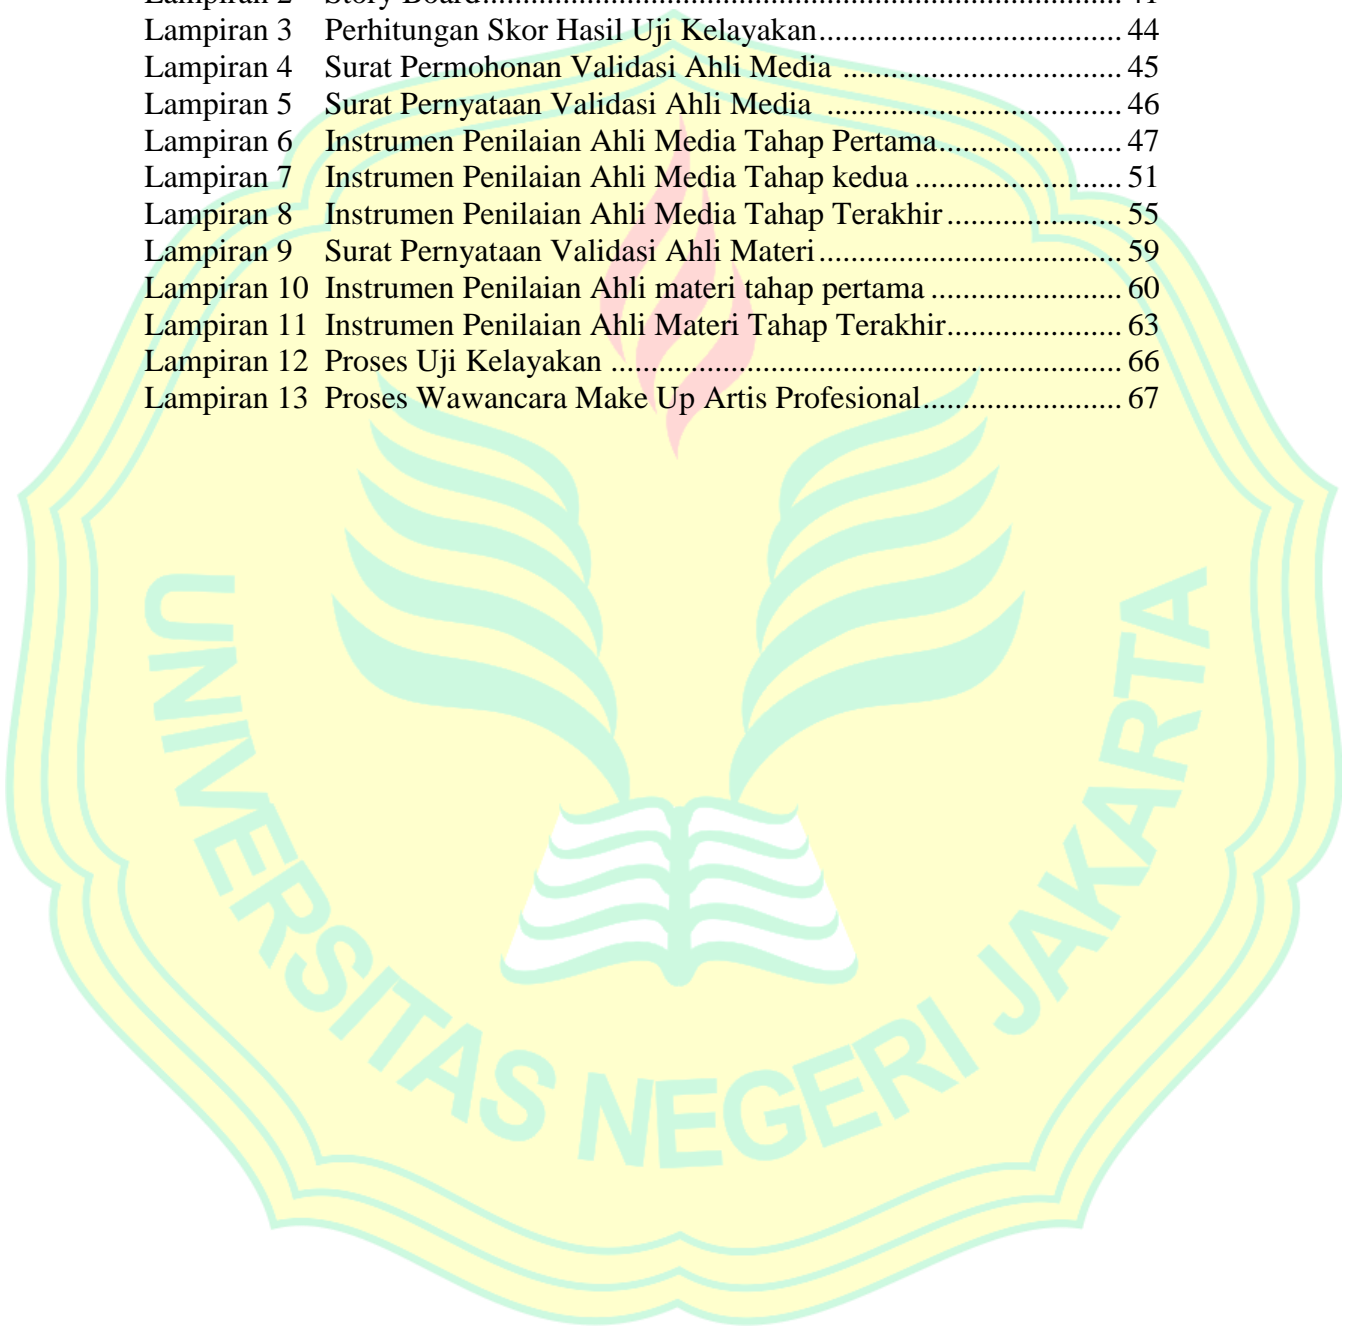 Lampiran 2 Story Board.................................................................................. 41
Lampiran 3 Perhitungan Skor Hasil Uji Kelayakan..................................... 44
Lampiran 4 Surat Permohonan Validasi Ahli Media .................................. 45
Lampiran 5 Surat Pernyataan Validasi Ahli Media .................................... 46
Lampiran 6 Instrumen Penilaian Ahli Media Tahap Pertama...................... 47
Lampiran 7 Instrumen Penilaian Ahli Media Tahap kedua ......................... 51
Lampiran 8 Instrumen Penilaian Ahli Media Tahap Terakhir ..................... 55
Lampiran 9 Surat Pernyataan Validasi Ahli Materi ..................................... 59
Lampiran 10 Instrumen Penilaian Ahli materi tahap pertama ....................... 60
Lampiran 11 Instrumen Penilaian Ahli Materi Tahap Terakhir..................... 63
Lampiran 12 Proses Uji Kelayakan .............................................................. 66
Lampiran 13 Proses Wawancara Make Up Artis Profesional........................ 67
UNIVERSITAS NEGERI JAKARTA